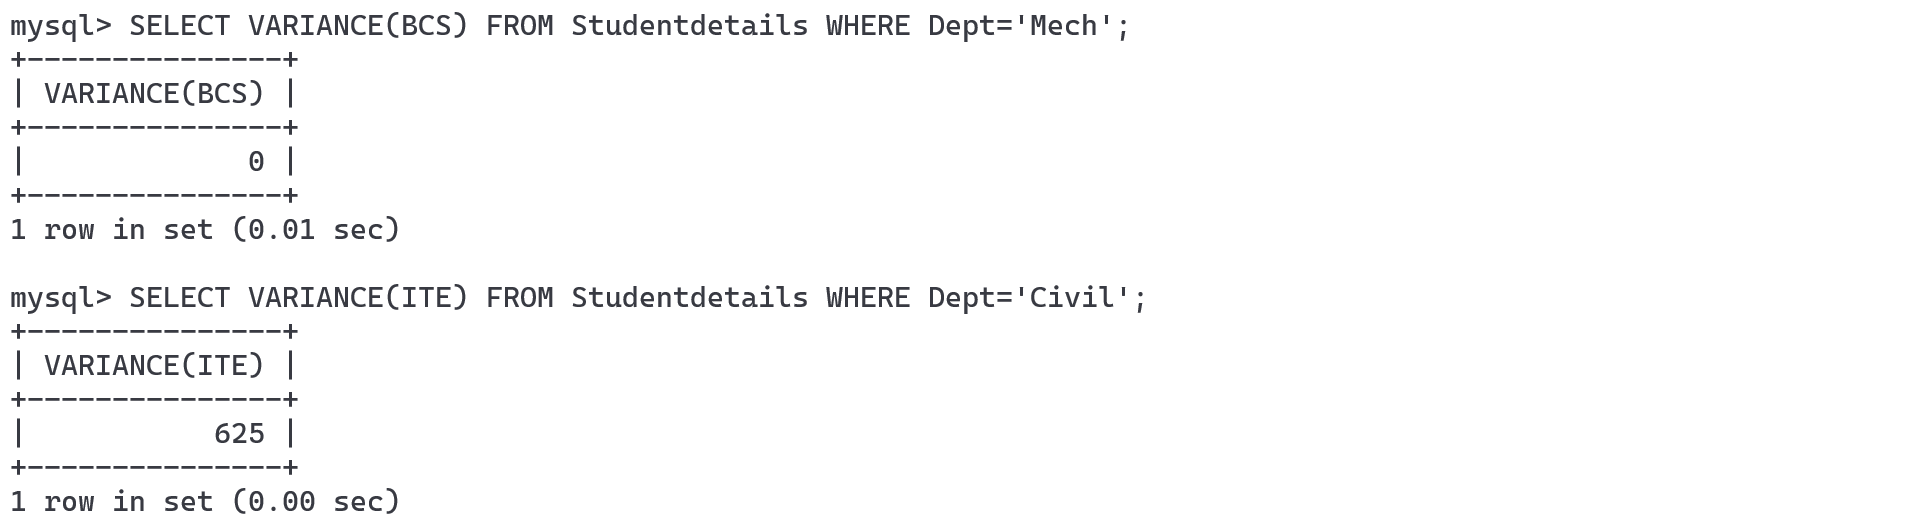 mysql> SELECT VARIANCE(BCS) FROM Studentdetails WHERE Dept='Mech';
+---------------+
| VARIANCE(BCS) |
+---------------+
|             0 |
+---------------+
1 row in set (0.01 sec)

mysql> SELECT VARIANCE(ITE) FROM Studentdetails WHERE Dept='Civil';
+---------------+
| VARIANCE(ITE) |
+---------------+
|           625 |
+---------------+
1 row in set (0.00 sec)